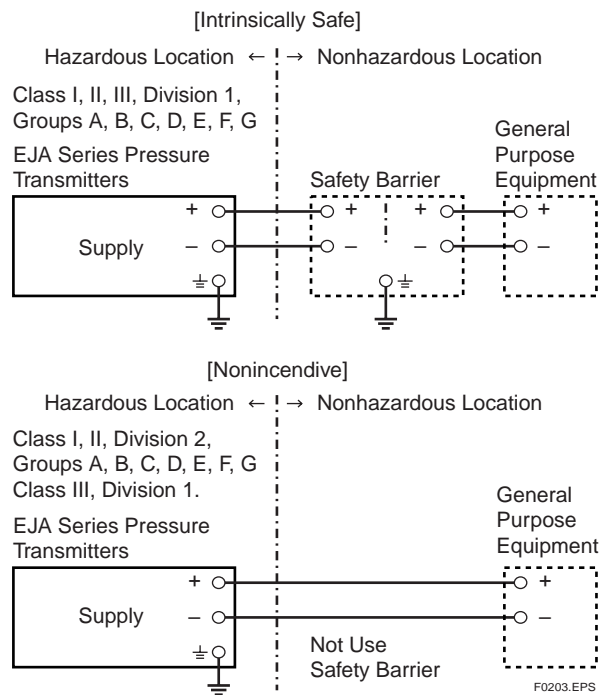 [Intrinsically Safe]
Hazardous Location ← → Nonhazardous Location
Class I, II, III, Division 1,
Groups A, B, C, D, E, F, G
EJA Series Pressure
Transmitters
Safety Barrier
General
Purpose
Equipment
+ + + +
Supply – – – –
[Nonincendive]
Hazardous Location ← → Nonhazardous Location
Class I, II, Division 2,
Groups A, B, C, D, E, F, G
Class III, Division 1.
EJA Series Pressure
Transmitters
General
Purpose
Equipment
+ +
Supply – –
Not Use
Safety Barrier
F0203.EPS